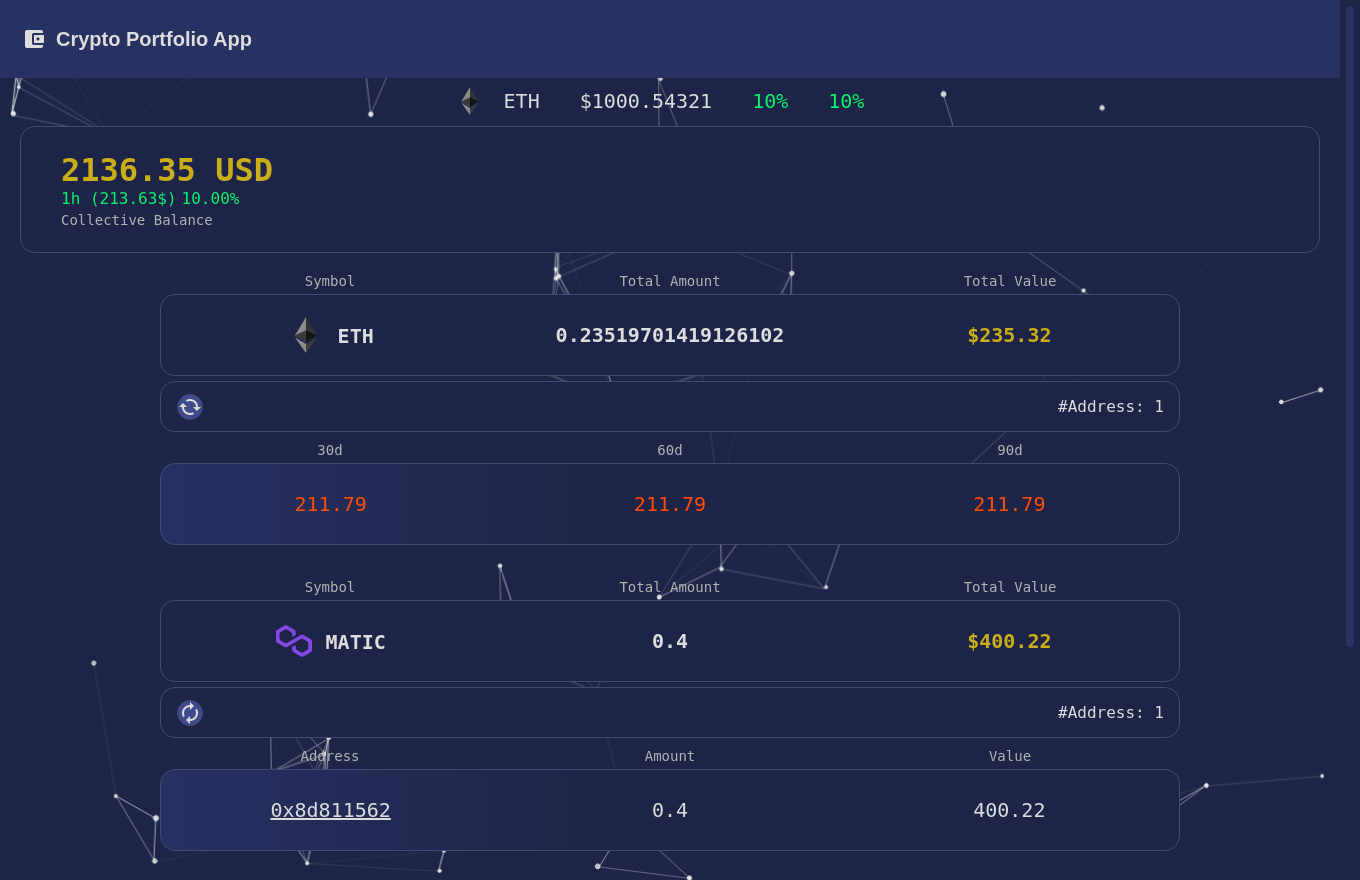 Crypto Portfolio App
ETH $1000.54321 10% 10%
2136.35 USD
1h (213.63$) 10.00%
Collective Balance
Symbol Total Amount Total Value
ETH 0.23519701419126102 $235.32
#Address: 1
30d 60d 90d
211.79 211.79 211.79
Symbol Total Amount Total Value
MATIC 0.4 $400.22
#Address: 1
Address Amount Value
0x8d811562 0.4 400.22